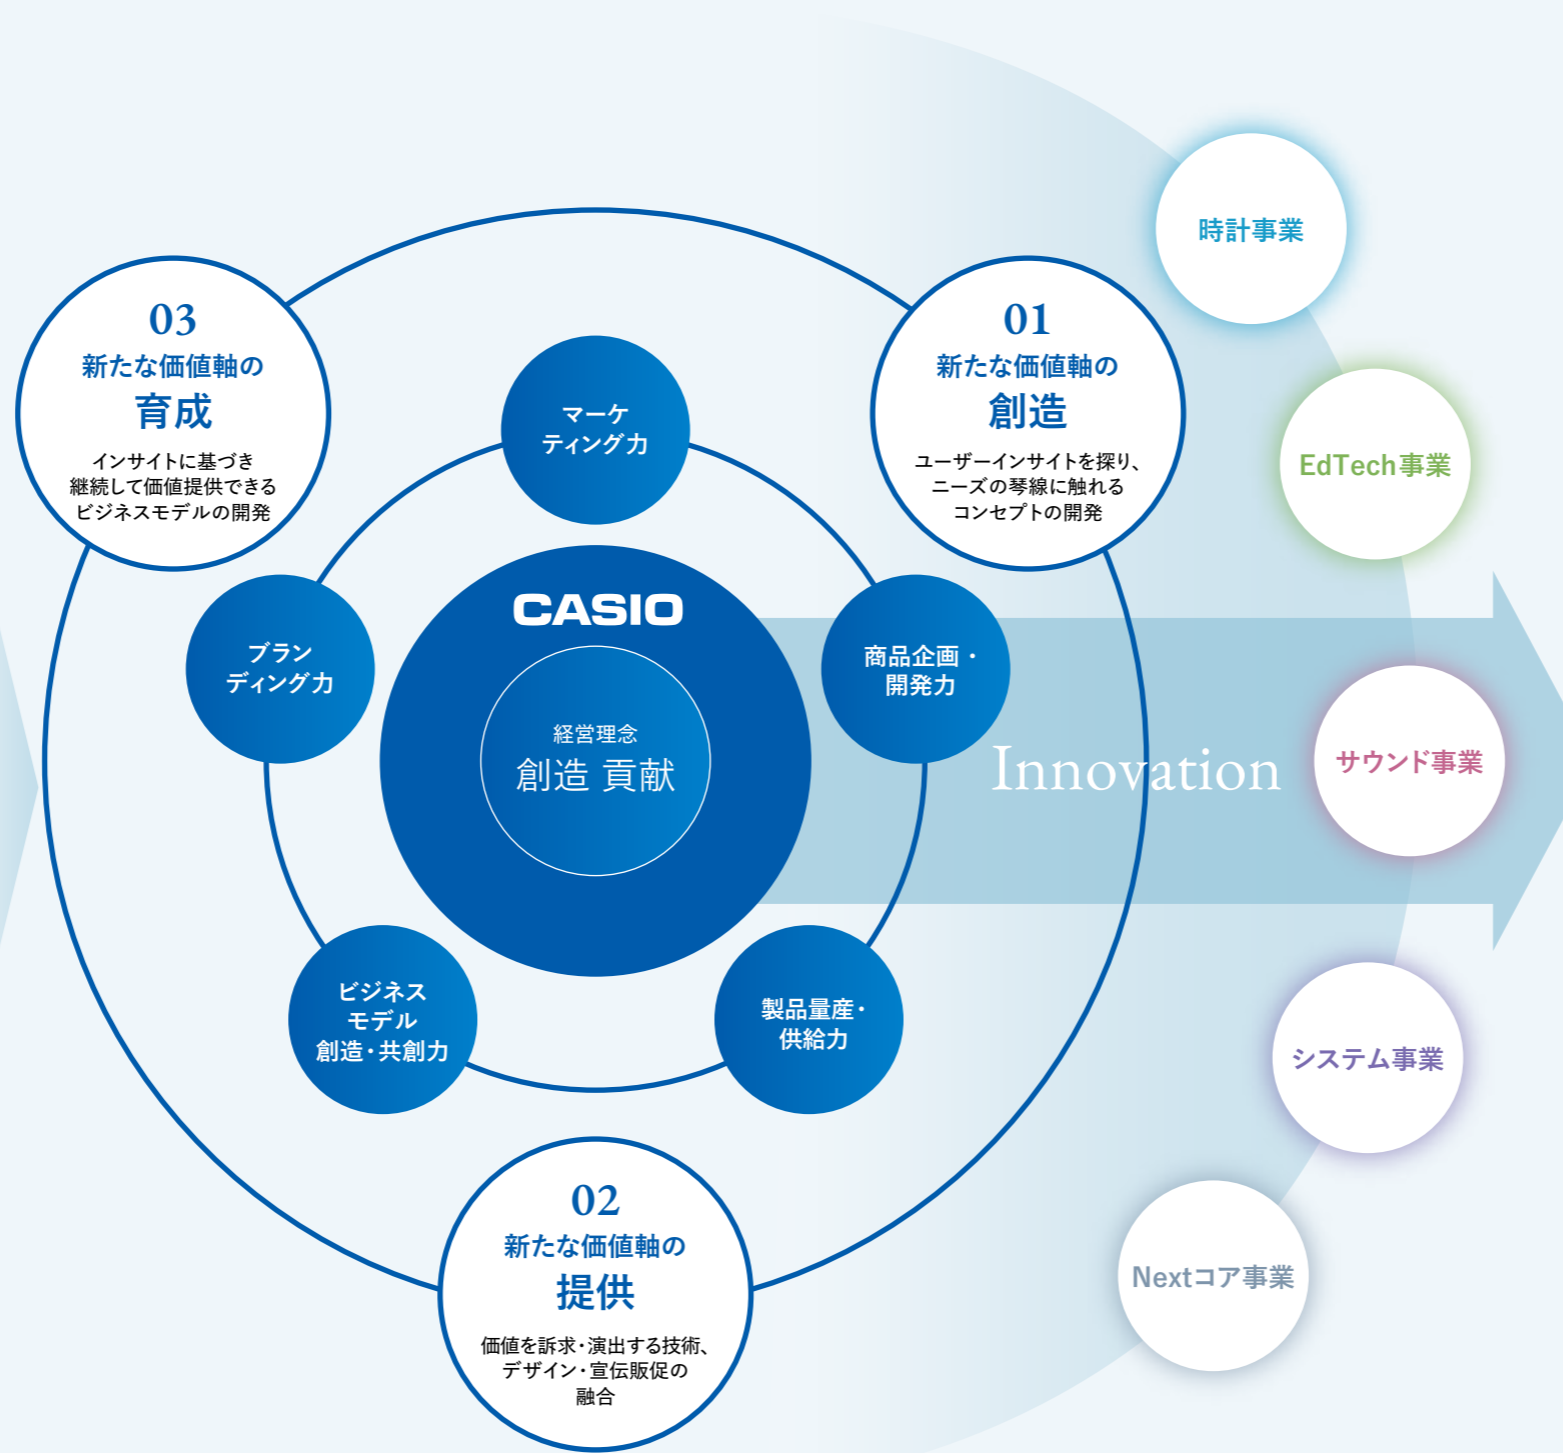 03
新たな価値軸の
育成
インサイトに基づき
継続して価値提供できる
ビジネスモデルの開発
01
新たな価値軸の
創造
ユーザーインサイトを探り、
ニーズの琴線に触れる
コンセプトの開発
マーケ
ティング力
ブラン
ディング力
商品企画・
開発力
CASIO
経営理念
創造 貢献
ビジネス
モデル
創造・共創力
製品量産・
供給力
02
新たな価値軸の
提供
価値を訴求・演出する技術、
デザイン・宣伝販促の
融合
Innovation
時計事業
EdTech事業
サウンド事業
システム事業
Nextコア事業